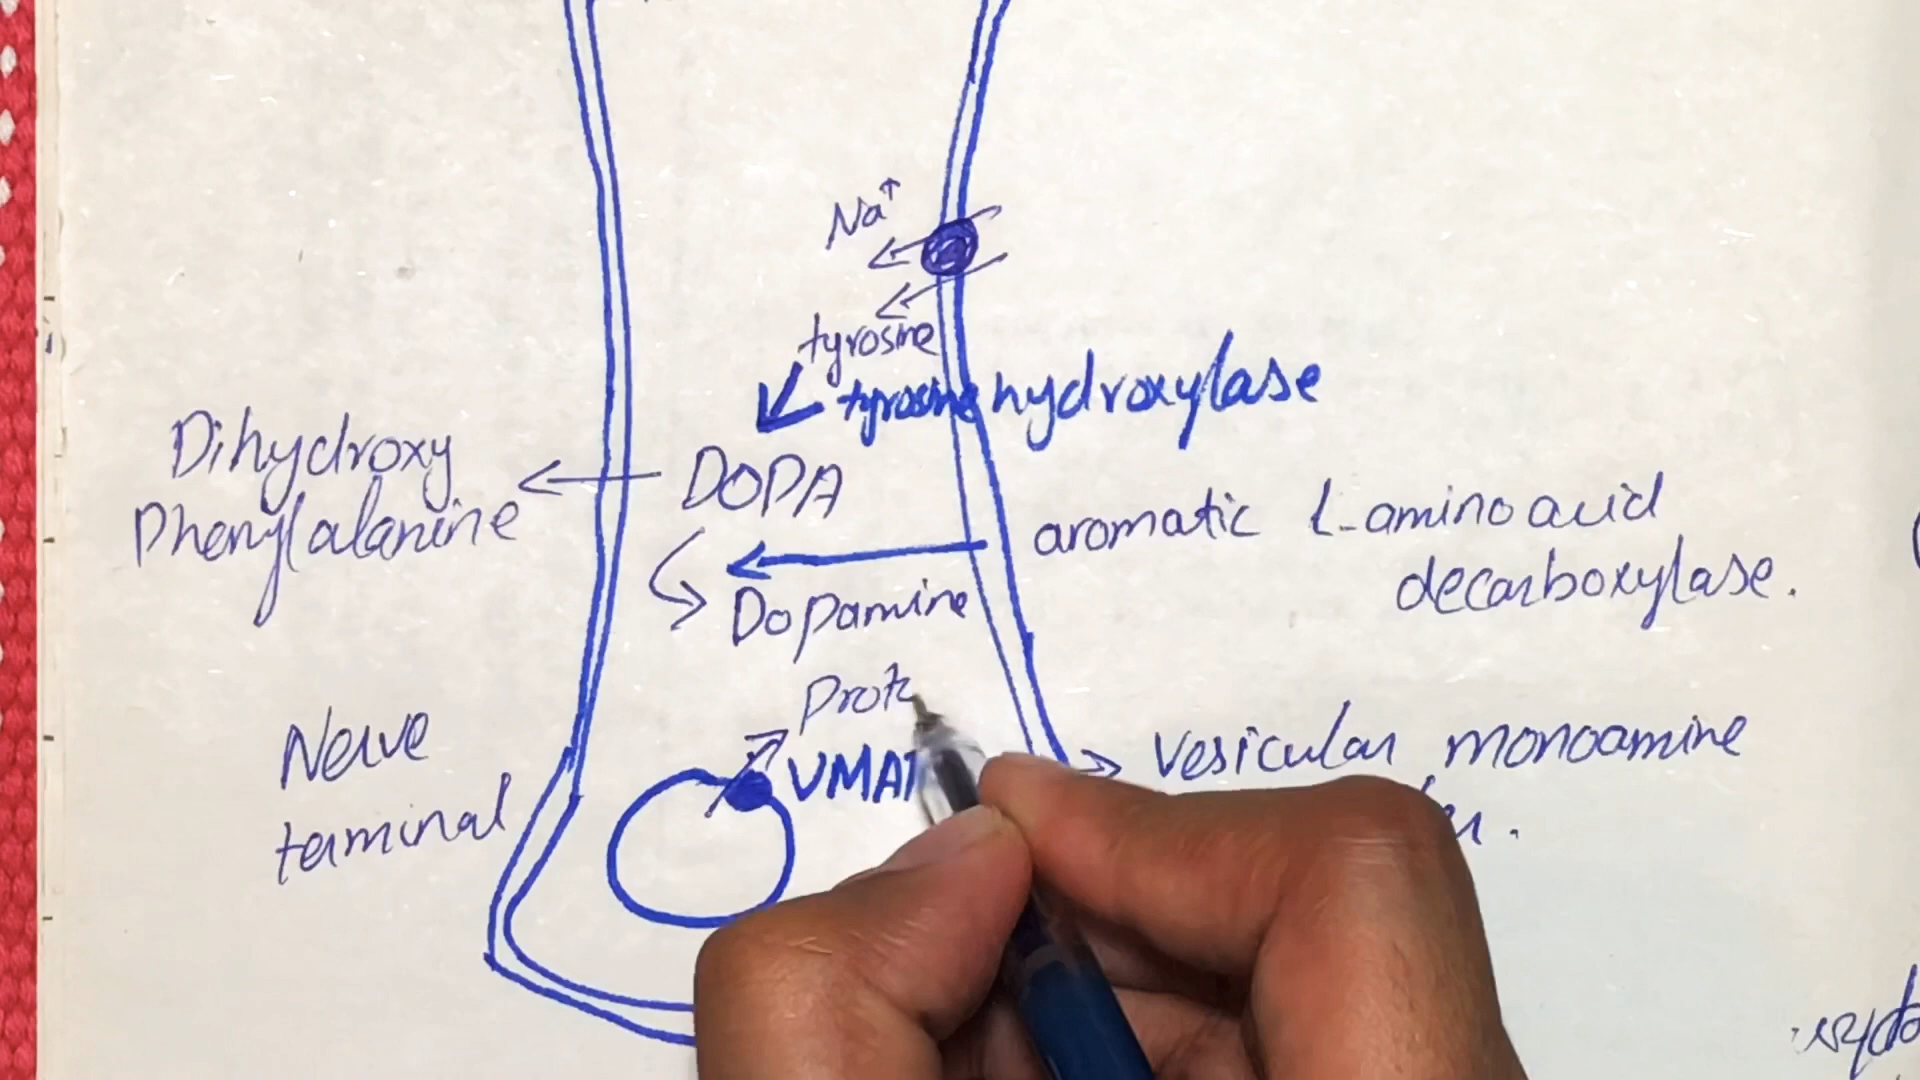 Na⁺
tyrosine
tyrosine hydroxylase
Dihydroxy
Phenylalanine
DOPA
aromatic L-amino acid
decarboxylase.
Dopamine
Prot
Nerve
terminal
VMAT
Vesicular monoamine